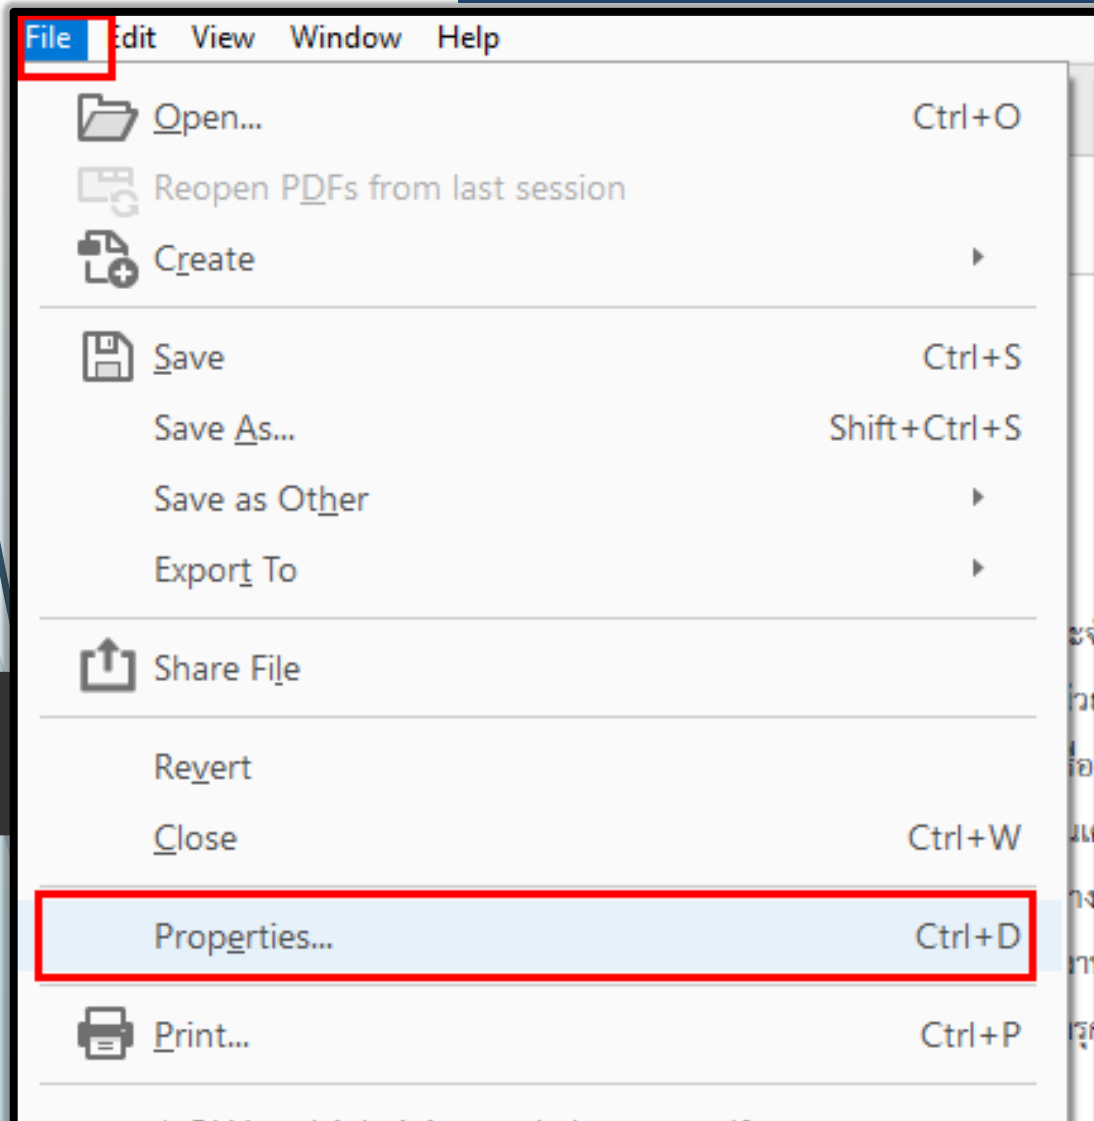 File Edit View Window Help
Open... Ctrl+O
Reopen PDFs from last session
Create
Save Ctrl+S
Save As... Shift+Ctrl+S
Save as Other
Export To
Share File
Revert
Close Ctrl+W
Properties... Ctrl+D
Print... Ctrl+P